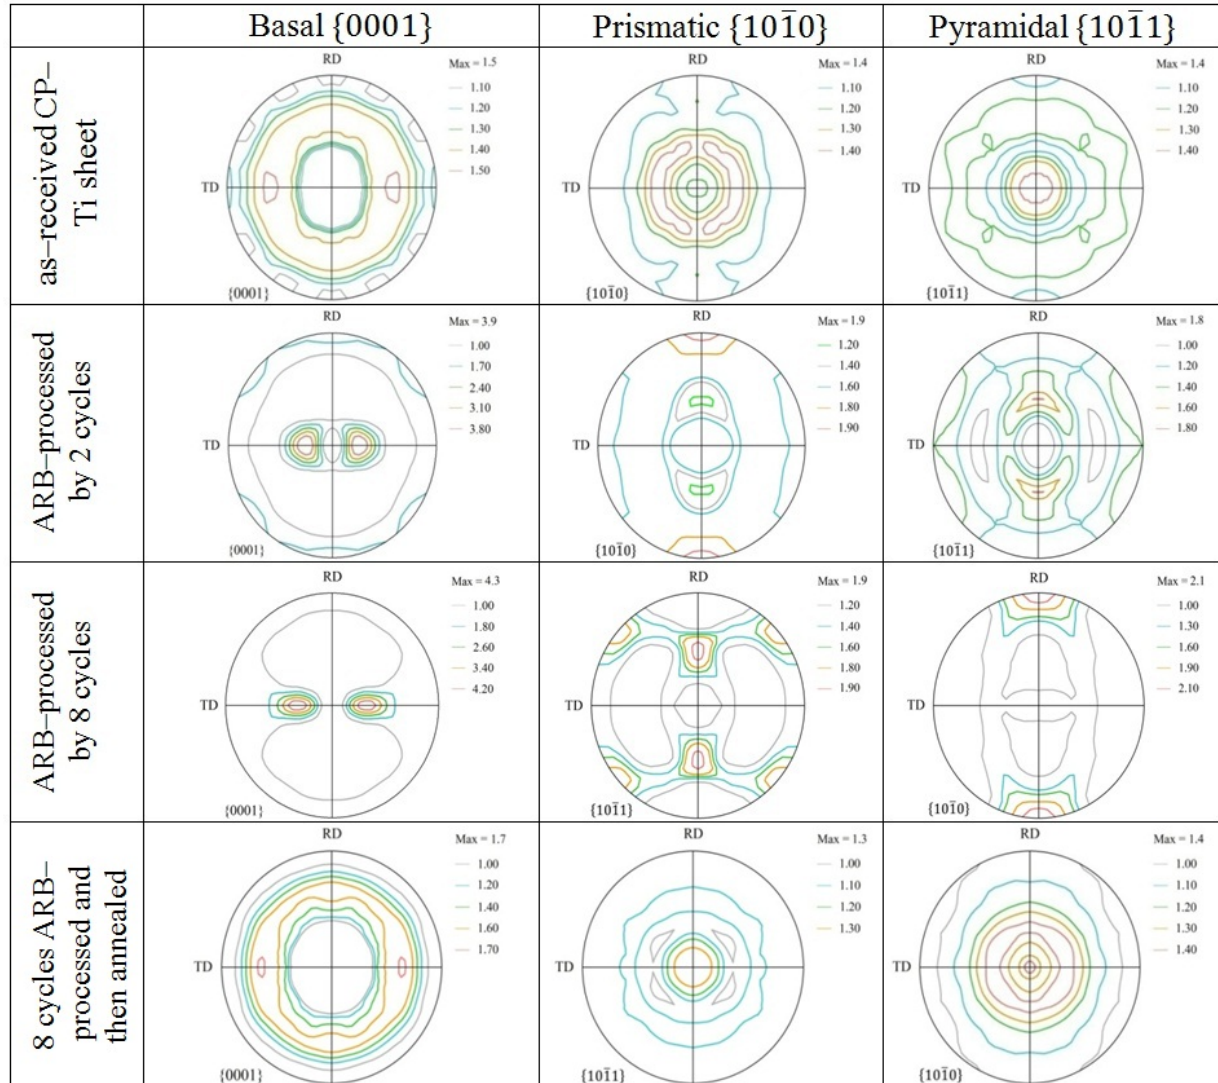 Basal {0001}
Prismatic {101̄0}
Pyramidal {101̄1}
as–received CP–
Ti sheet
RD
Max = 1.5
1.10
1.20
1.30
1.40
1.50
TD
{0001}
RD
Max = 1.4
1.10
1.20
1.30
1.40
TD
{101̄0}
RD
Max = 1.4
1.10
1.20
1.30
1.40
TD
{101̄1}
ARB–processed
by 2 cycles
RD
Max = 3.9
1.00
1.70
2.40
3.10
3.80
TD
{0001}
RD
Max = 1.9
1.20
1.40
1.60
1.80
1.90
TD
{101̄0}
RD
Max = 1.8
1.00
1.20
1.40
1.60
1.80
TD
{101̄1}
ARB–processed
by 8 cycles
RD
Max = 4.3
1.00
1.80
2.60
3.40
4.20
TD
{0001}
RD
Max = 1.9
1.20
1.40
1.60
1.80
1.90
TD
{101̄1}
RD
Max = 2.1
1.00
1.30
1.60
1.90
2.10
TD
{101̄0}
8 cycles ARB–
processed and
then annealed
RD
Max = 1.7
1.00
1.20
1.40
1.60
1.70
TD
{0001}
RD
Max = 1.3
1.00
1.10
1.20
1.30
TD
{101̄1}
RD
Max = 1.4
1.00
1.10
1.20
1.30
1.40
TD
{101̄0}